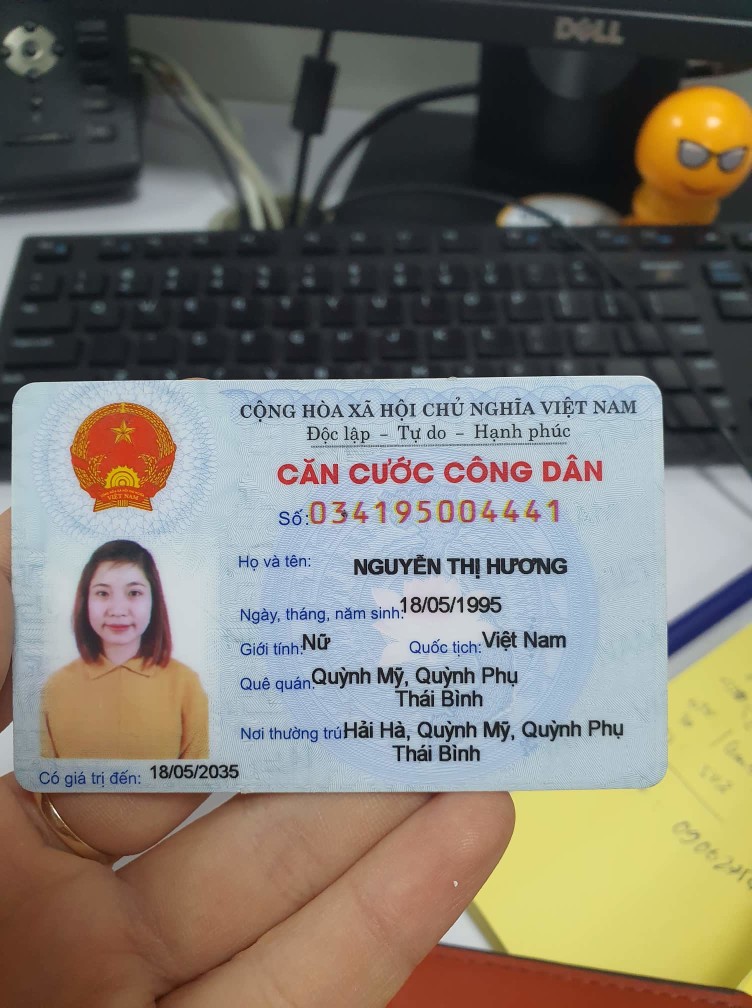 DELL
CỘNG HÒA XÃ HỘI CHỦ NGHĨA VIỆT NAM
Độc lập – Tự do – Hạnh phúc
CĂN CƯỚC CÔNG DÂN
Số: 034195004441
Họ và tên: NGUYỄN THỊ HƯƠNG
Ngày, tháng, năm sinh: 18/05/1995
Giới tính: Nữ Quốc tịch: Việt Nam
Quê quán: Quỳnh Mỹ, Quỳnh Phụ
Thái Bình
Nơi thường trú: Hải Hà, Quỳnh Mỹ, Quỳnh Phụ
Thái Bình
Có giá trị đến: 18/05/2035
VIỆT NAM